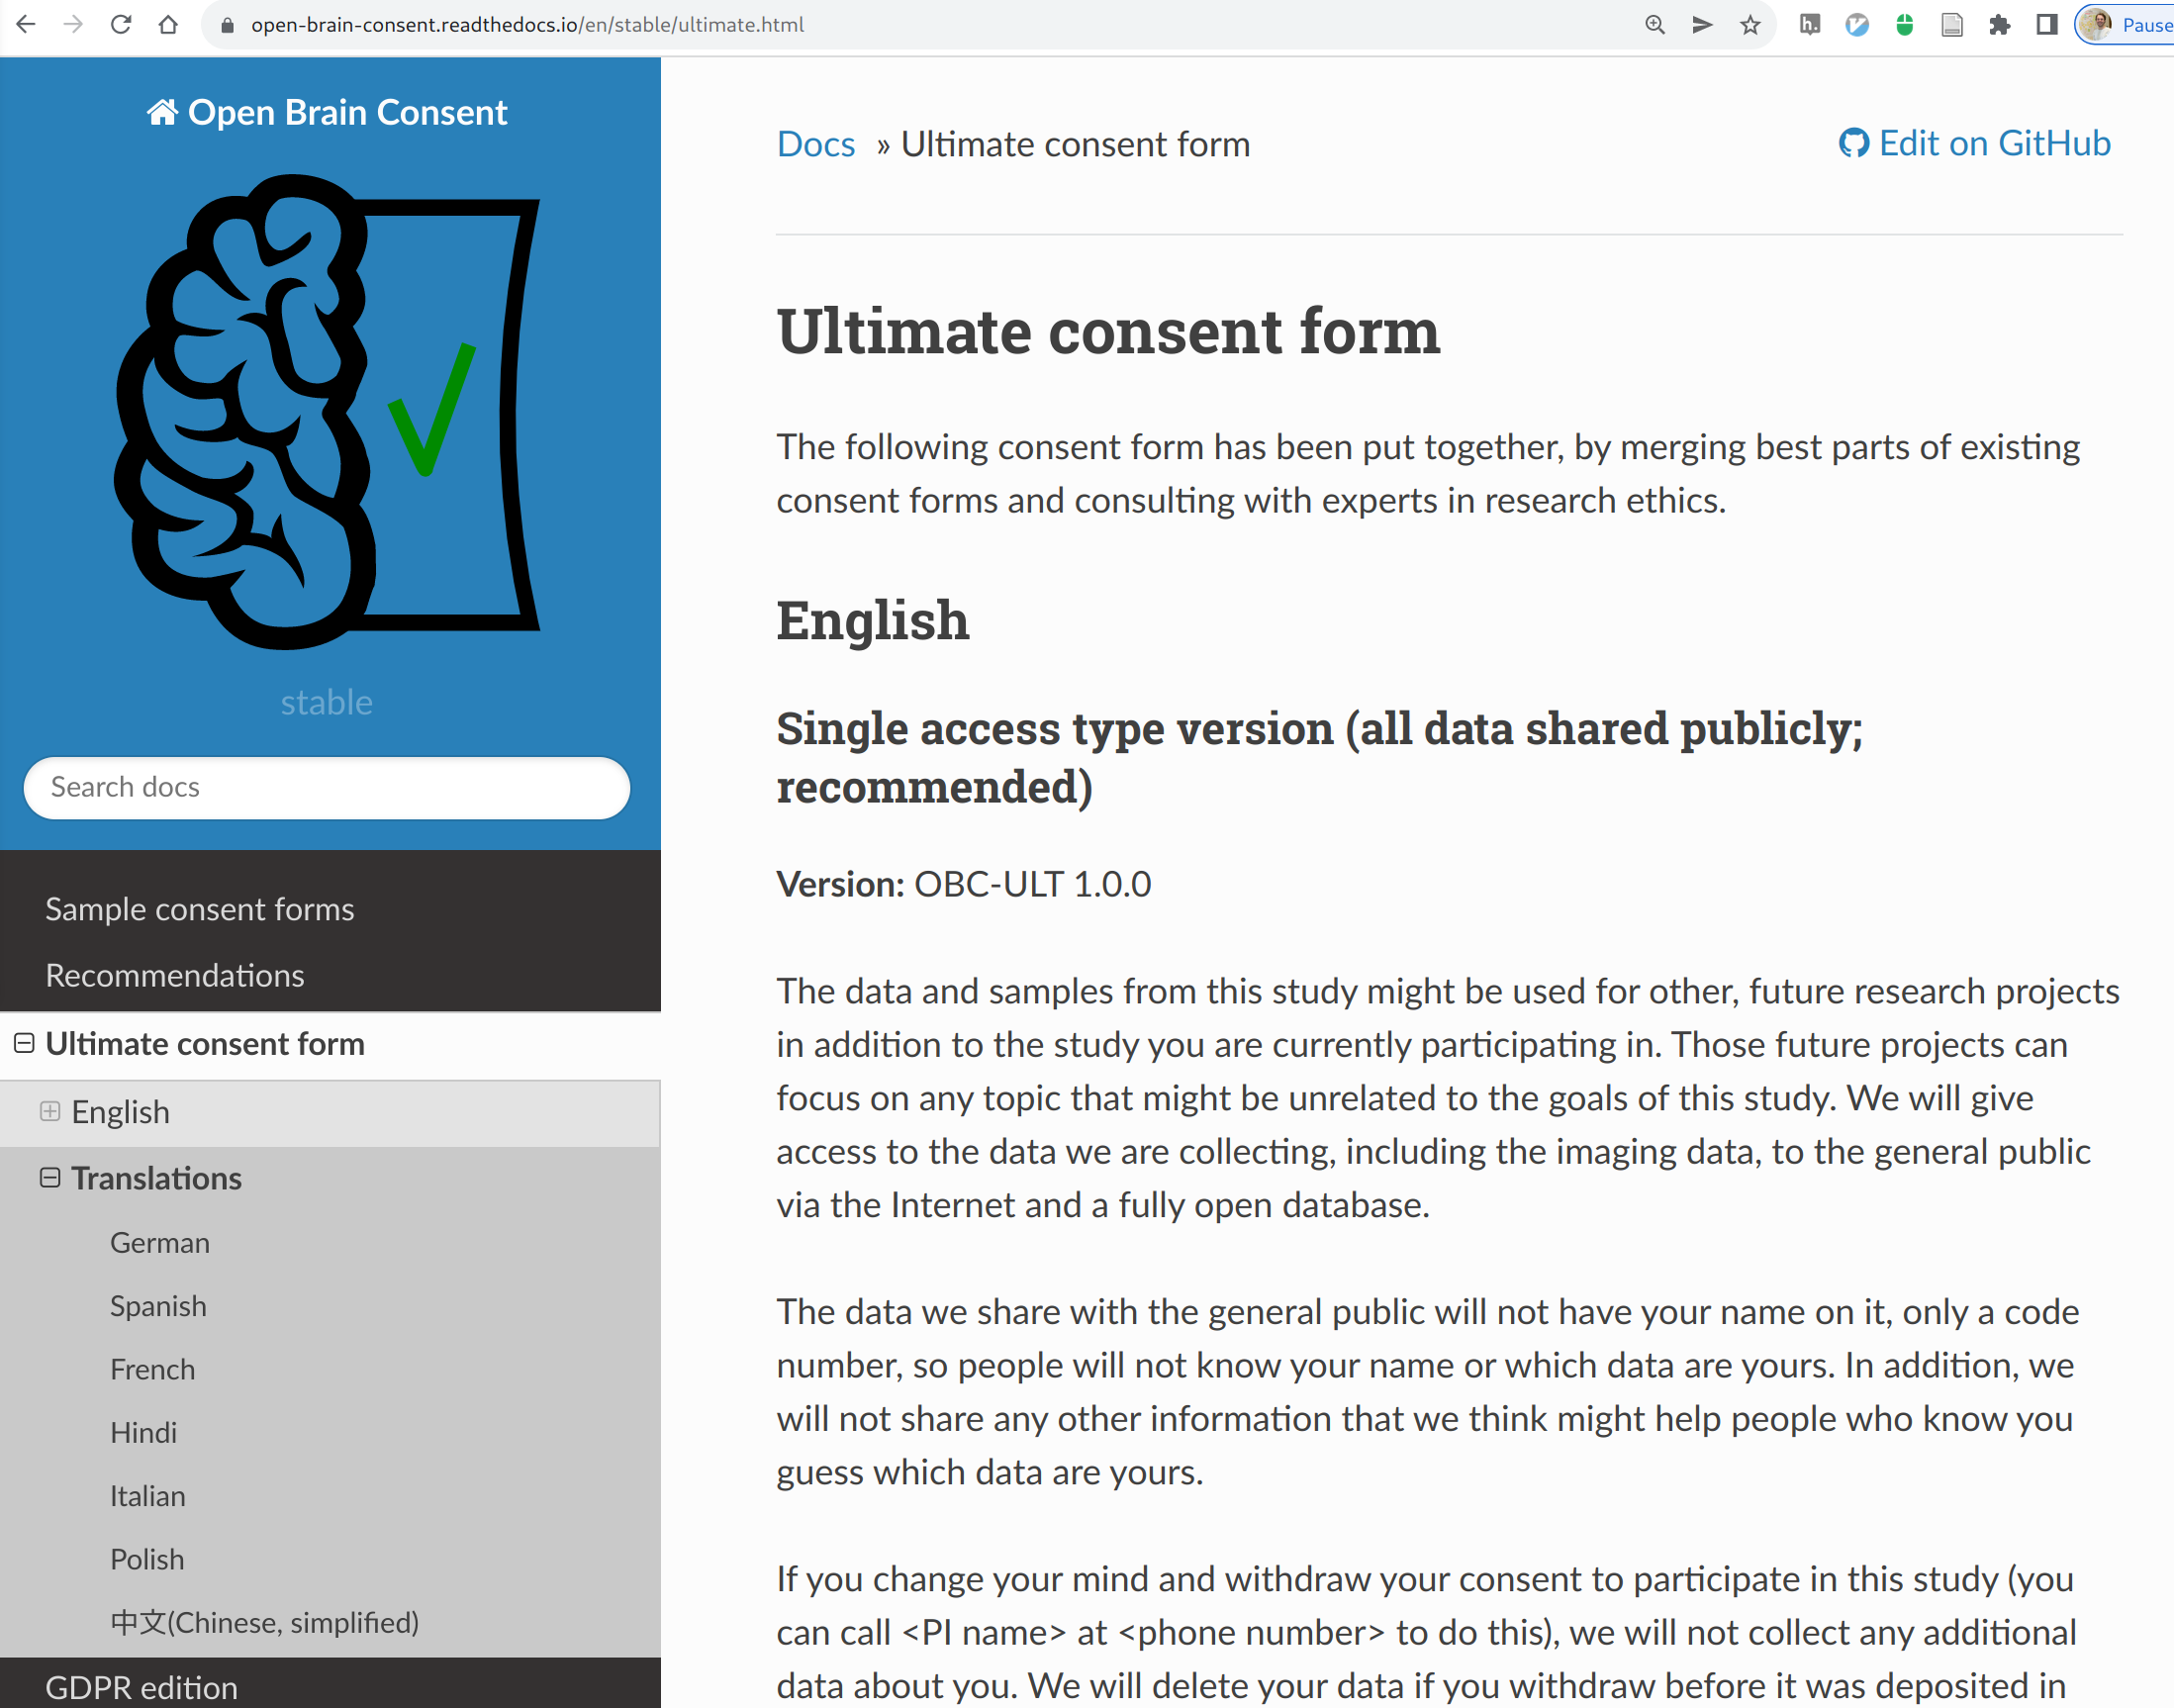 open-brain-consent.readthedocs.io/en/stable/ultimate.html
h.
Pause
Open Brain Consent
stable
Search docs
Sample consent forms
Recommendations
Ultimate consent form
English
Translations
German
Spanish
French
Hindi
Italian
Polish
中文(Chinese, simplified)
GDPR edition
Docs » Ultimate consent form
Edit on GitHub
Ultimate consent form
The following consent form has been put together, by merging best parts of existing
consent forms and consulting with experts in research ethics.
English
Single access type version (all data shared publicly;
recommended)
Version: OBC-ULT 1.0.0
The data and samples from this study might be used for other, future research projects
in addition to the study you are currently participating in. Those future projects can
focus on any topic that might be unrelated to the goals of this study. We will give
access to the data we are collecting, including the imaging data, to the general public
via the Internet and a fully open database.
The data we share with the general public will not have your name on it, only a code
number, so people will not know your name or which data are yours. In addition, we
will not share any other information that we think might help people who know you
guess which data are yours.
If you change your mind and withdraw your consent to participate in this study (you
can call <PI name> at <phone number> to do this), we will not collect any additional
data about you. We will delete your data if you withdraw before it was deposited in